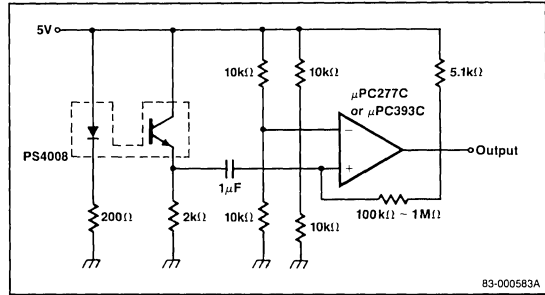 5V
10kΩ
10kΩ
5.1kΩ
μPC277C
or μPC393C
−
+
Output
PS4008
1μF
100kΩ ~ 1MΩ
200Ω
2kΩ
10kΩ
10kΩ
83-000583A